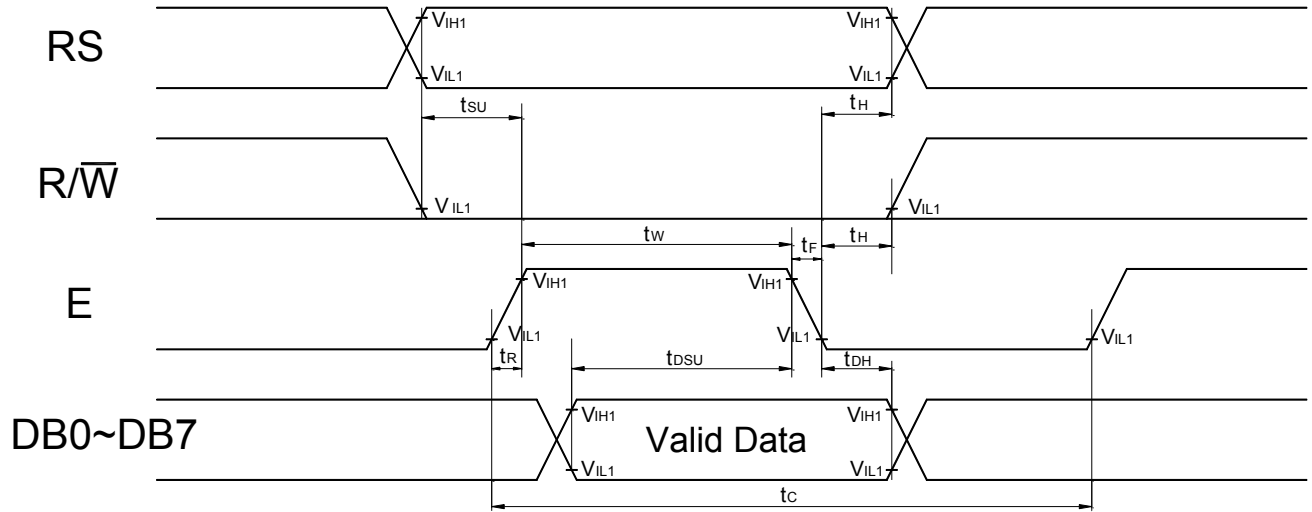 VIH1 VIH1
RS
VIL1 VIL1
tSU tH
R/W̅
VIL1 VIL1
tW tF tH
VIH1 VIH1
E
VIL1 VIL1 VIL1
tR tDSU tDH
VIH1 VIH1
DB0~DB7 Valid Data
VIL1 VIL1
tC